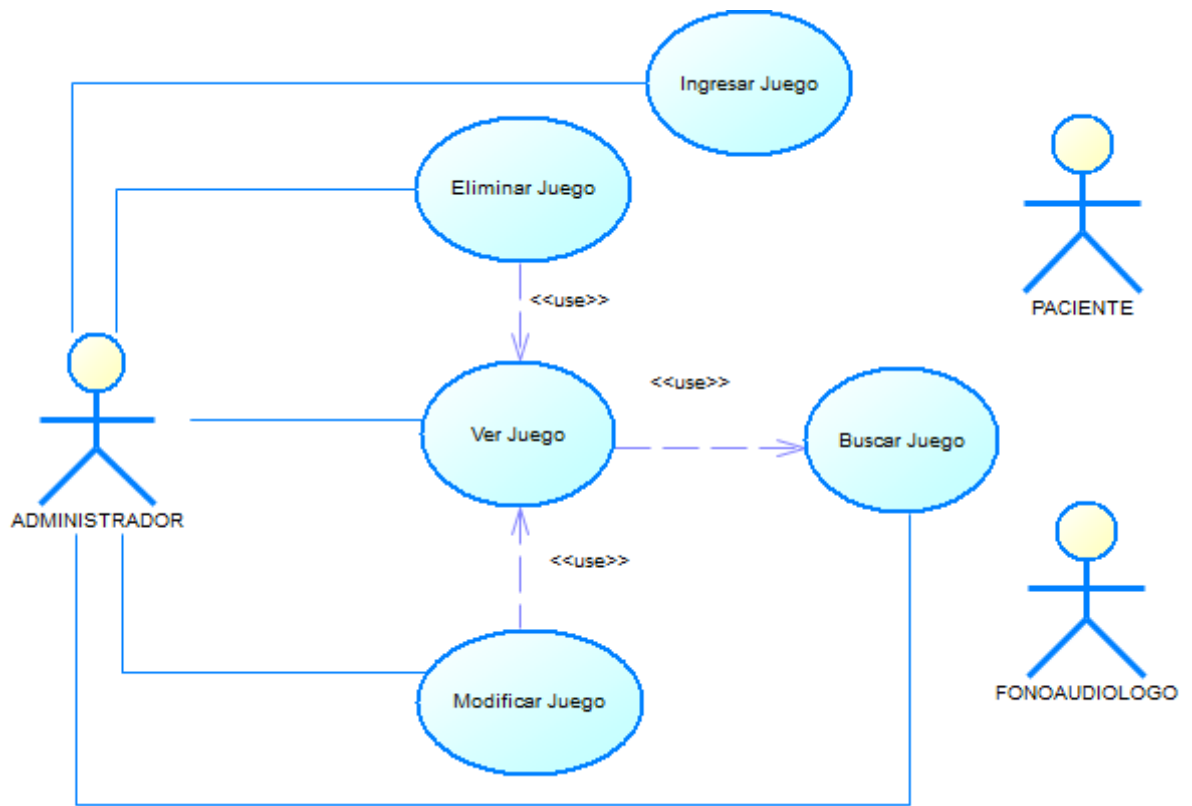 Ingresar Juego
Eliminar Juego
<<use>>
PACIENTE
<<use>>
Ver Juego
Buscar Juego
ADMINISTRADOR
<<use>>
Modificar Juego
FONOAUDIOLOGO